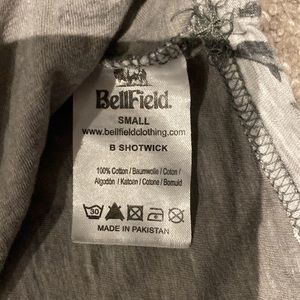 BellField.
SMALL
www.bellfieldclothing.com
B SHOTWICK
100% Cotton / Baumwolle / Coton /
Algodón / Katoen / Cotone / Bomuld
30
MADE IN PAKISTAN